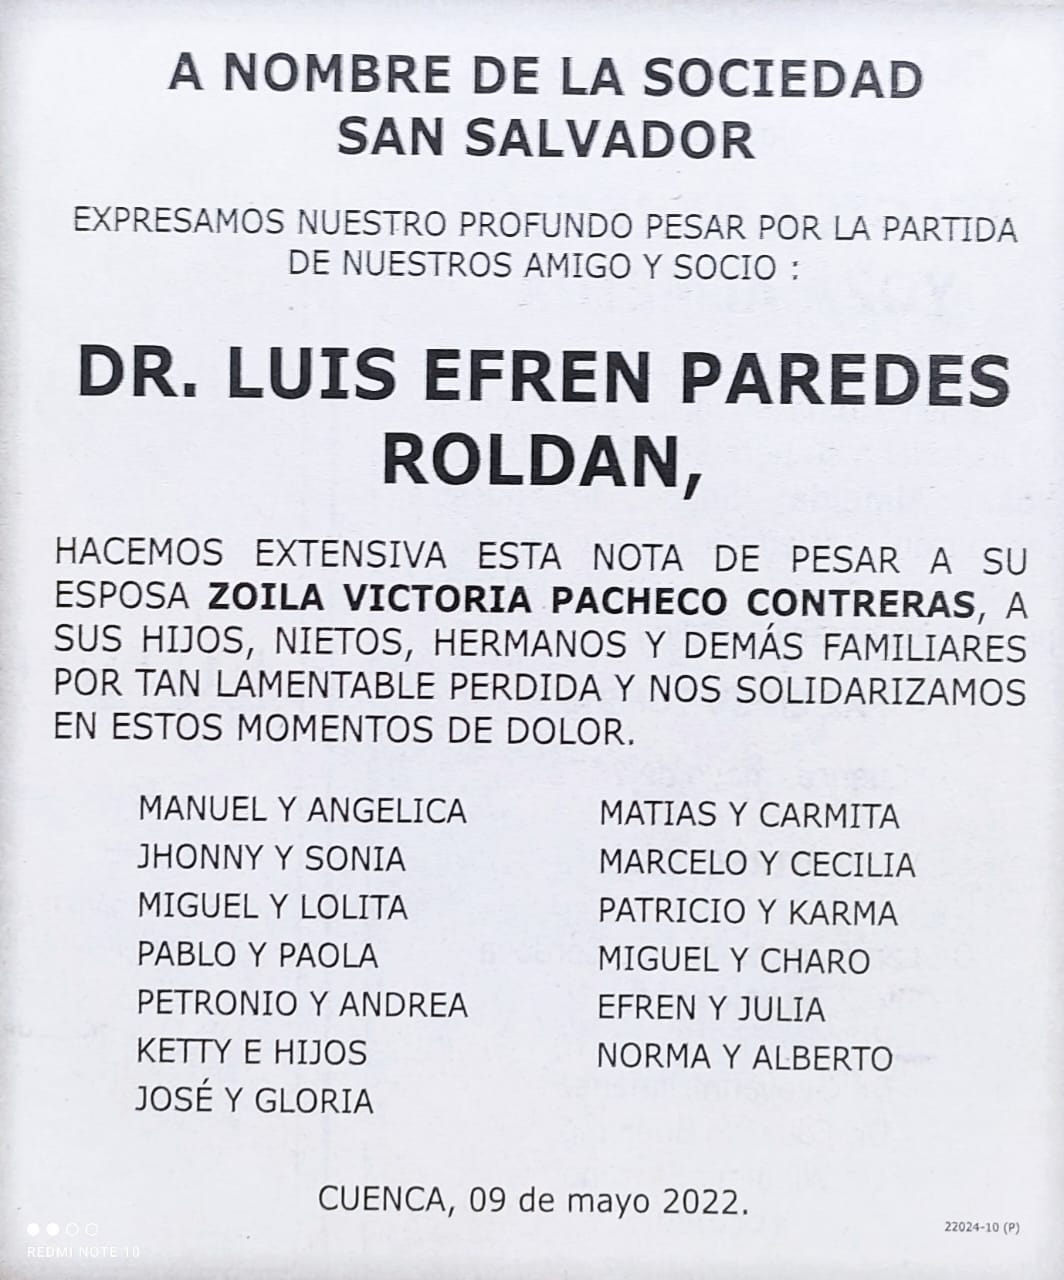 A NOMBRE DE LA SOCIEDAD
SAN SALVADOR
EXPRESAMOS NUESTRO PROFUNDO PESAR POR LA PARTIDA
DE NUESTROS AMIGO Y SOCIO :
DR. LUIS EFREN PAREDES
ROLDAN,
HACEMOS EXTENSIVA ESTA NOTA DE PESAR A SU
ESPOSA ZOILA VICTORIA PACHECO CONTRERAS, A
SUS HIJOS, NIETOS, HERMANOS Y DEMÁS FAMILIARES
POR TAN LAMENTABLE PERDIDA Y NOS SOLIDARIZAMOS
EN ESTOS MOMENTOS DE DOLOR.
MANUEL Y ANGELICA
JHONNY Y SONIA
MIGUEL Y LOLITA
PABLO Y PAOLA
PETRONIO Y ANDREA
KETTY E HIJOS
JOSÉ Y GLORIA
MATIAS Y CARMITA
MARCELO Y CECILIA
PATRICIO Y KARMA
MIGUEL Y CHARO
EFREN Y JULIA
NORMA Y ALBERTO
CUENCA, 09 de mayo 2022.
22024-10 (P)
REDMI NOTE 10